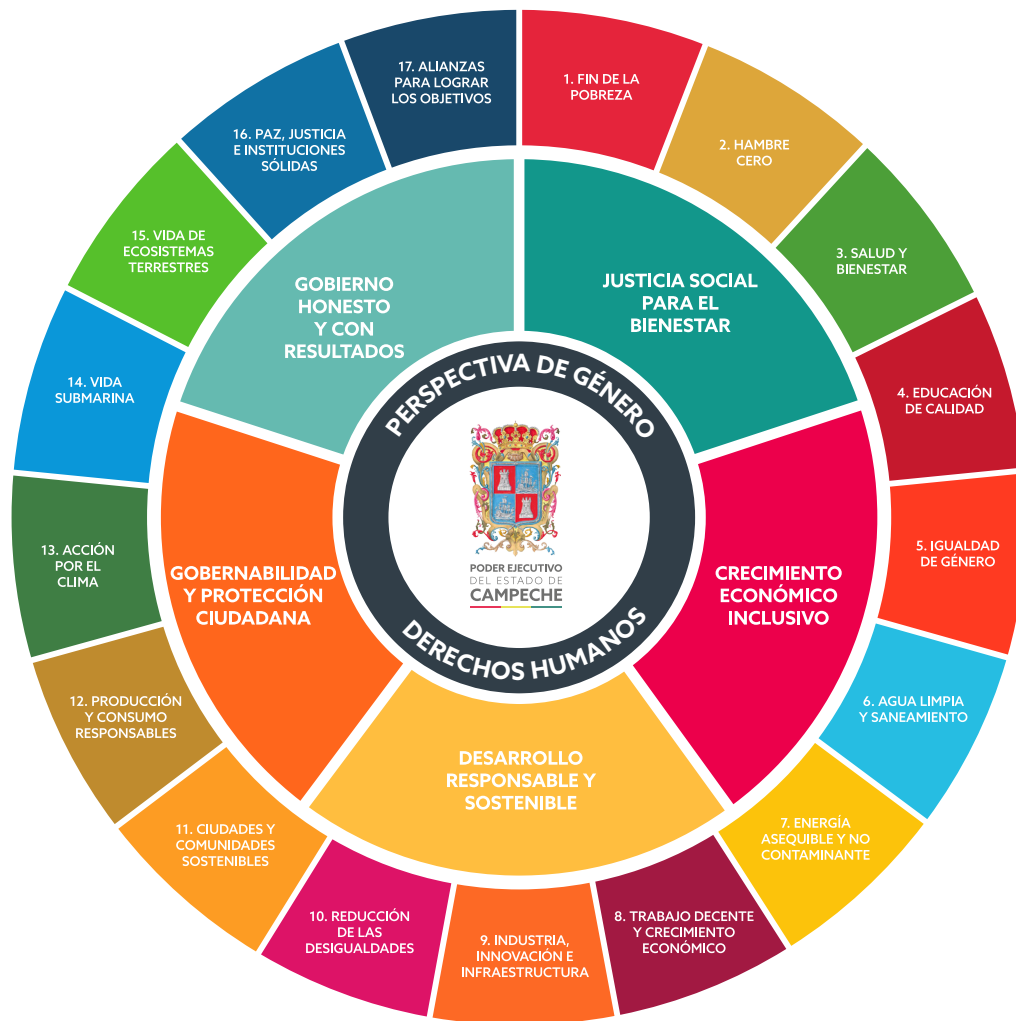 1. FIN DE LA
POBREZA
2. HAMBRE
CERO
3. SALUD Y
BIENESTAR
4. EDUCACIÓN
DE CALIDAD
5. IGUALDAD
DE GÉNERO
6. AGUA LIMPIA
Y SANEAMIENTO
7. ENERGÍA
ASEQUIBLE Y NO
CONTAMINANTE
8. TRABAJO DECENTE
Y CRECIMIENTO
ECONÓMICO
9. INDUSTRIA,
INNOVACIÓN E
INFRAESTRUCTURA
10. REDUCCIÓN
DE LAS
DESIGUALDADES
11. CIUDADES Y
COMUNIDADES
SOSTENIBLES
12. PRODUCCIÓN
Y CONSUMO
RESPONSABLES
13. ACCIÓN
POR EL
CLIMA
14. VIDA
SUBMARINA
15. VIDA DE
ECOSISTEMAS
TERRESTRES
16. PAZ, JUSTICIA
E INSTITUCIONES
SÓLIDAS
17. ALIANZAS
PARA LOGRAR
LOS OBJETIVOS
JUSTICIA SOCIAL
PARA EL
BIENESTAR
CRECIMIENTO
ECONÓMICO
INCLUSIVO
DESARROLLO
RESPONSABLE Y
SOSTENIBLE
GOBERNABILIDAD
Y PROTECCIÓN
CIUDADANA
GOBIERNO
HONESTO
Y CON
RESULTADOS
PERSPECTIVA DE GÉNERO
DERECHOS HUMANOS
PODER EJECUTIVO
DEL ESTADO DE
CAMPECHE